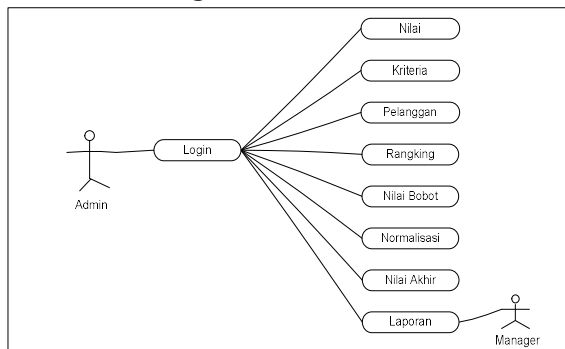 Nilai
Kriteria
Pelanggan
Login
Rangking
Admin
Nilai Bobot
Normalisasi
Nilai Akhir
Laporan
Manager